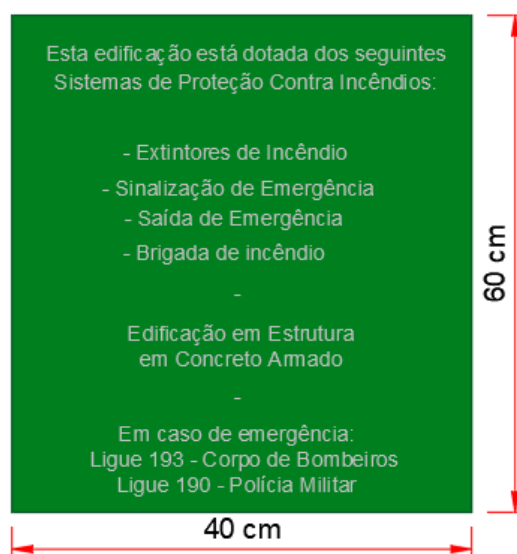 Esta edificação está dotada dos seguintes
Sistemas de Proteção Contra Incêndios:
- Extintores de Incêndio
- Sinalização de Emergência
- Saída de Emergência
- Brigada de incêndio
-
Edificação em Estrutura
em Concreto Armado
-
Em caso de emergência:
Ligue 193 - Corpo de Bombeiros
Ligue 190 - Polícia Militar
60 cm
40 cm